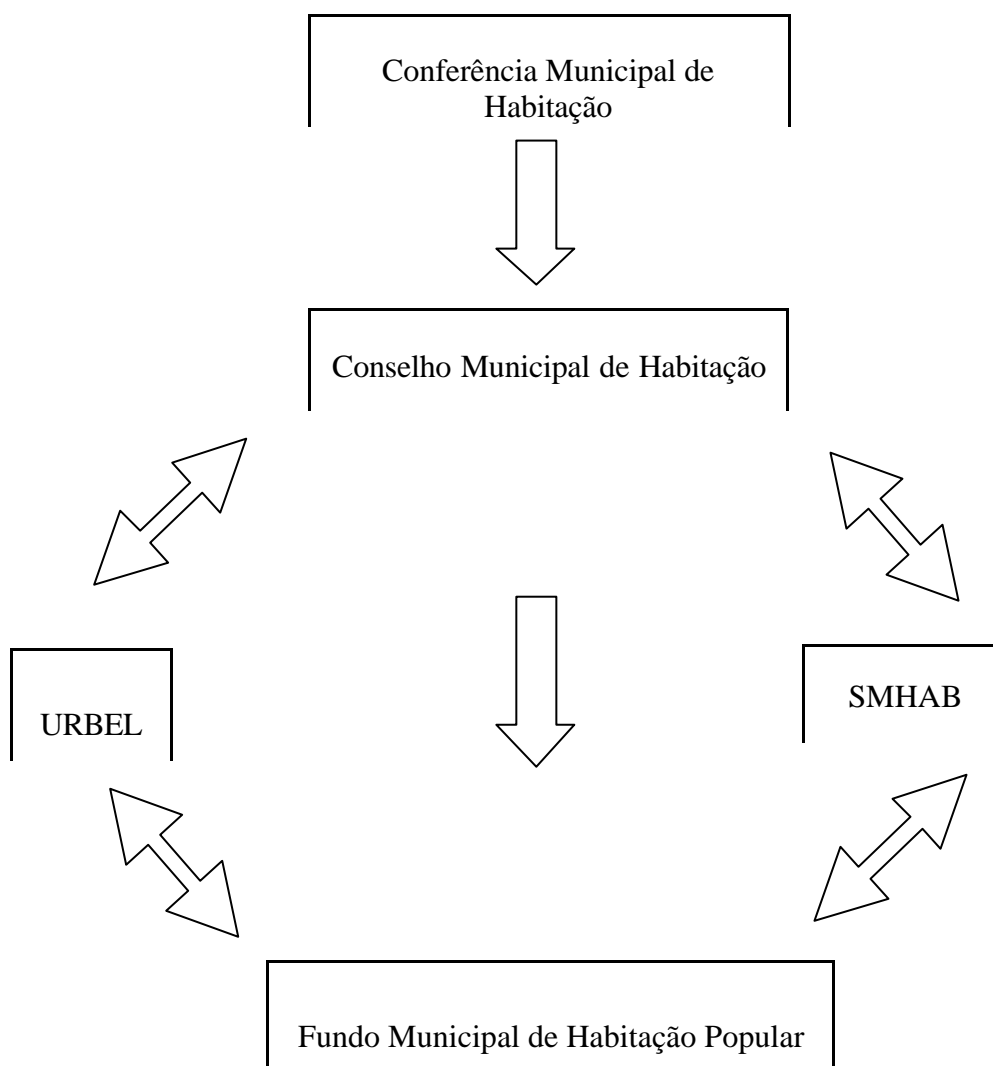 Conferência Municipal de
Habitação
Conselho Municipal de Habitação
URBEL
SMHAB
Fundo Municipal de Habitação Popular